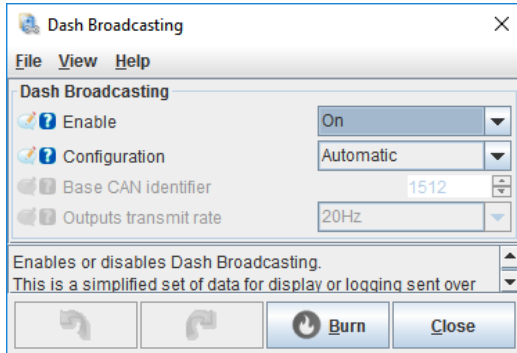 Dash Broadcasting
File View Help
Dash Broadcasting
Enable On
Configuration Automatic
Base CAN identifier 1512
Outputs transmit rate 20Hz
Enables or disables Dash Broadcasting.
This is a simplified set of data for display or logging sent over
Burn Close